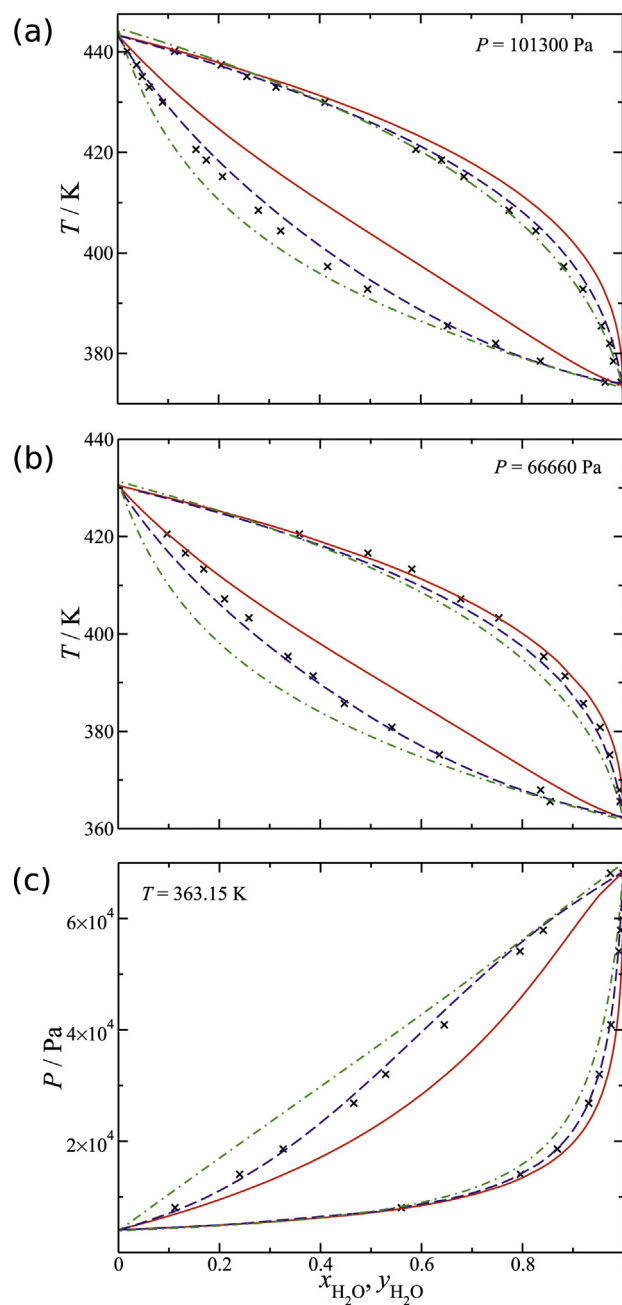 (a)
P = 101300 Pa
440
420
400
380
T / K
(b)
P = 66660 Pa
440
420
400
380
360
T / K
(c)
T = 363.15 K
6×10⁴
4×10⁴
2×10⁴
P / Pa
0 0.2 0.4 0.6 0.8
x_H₂O, y_H₂O